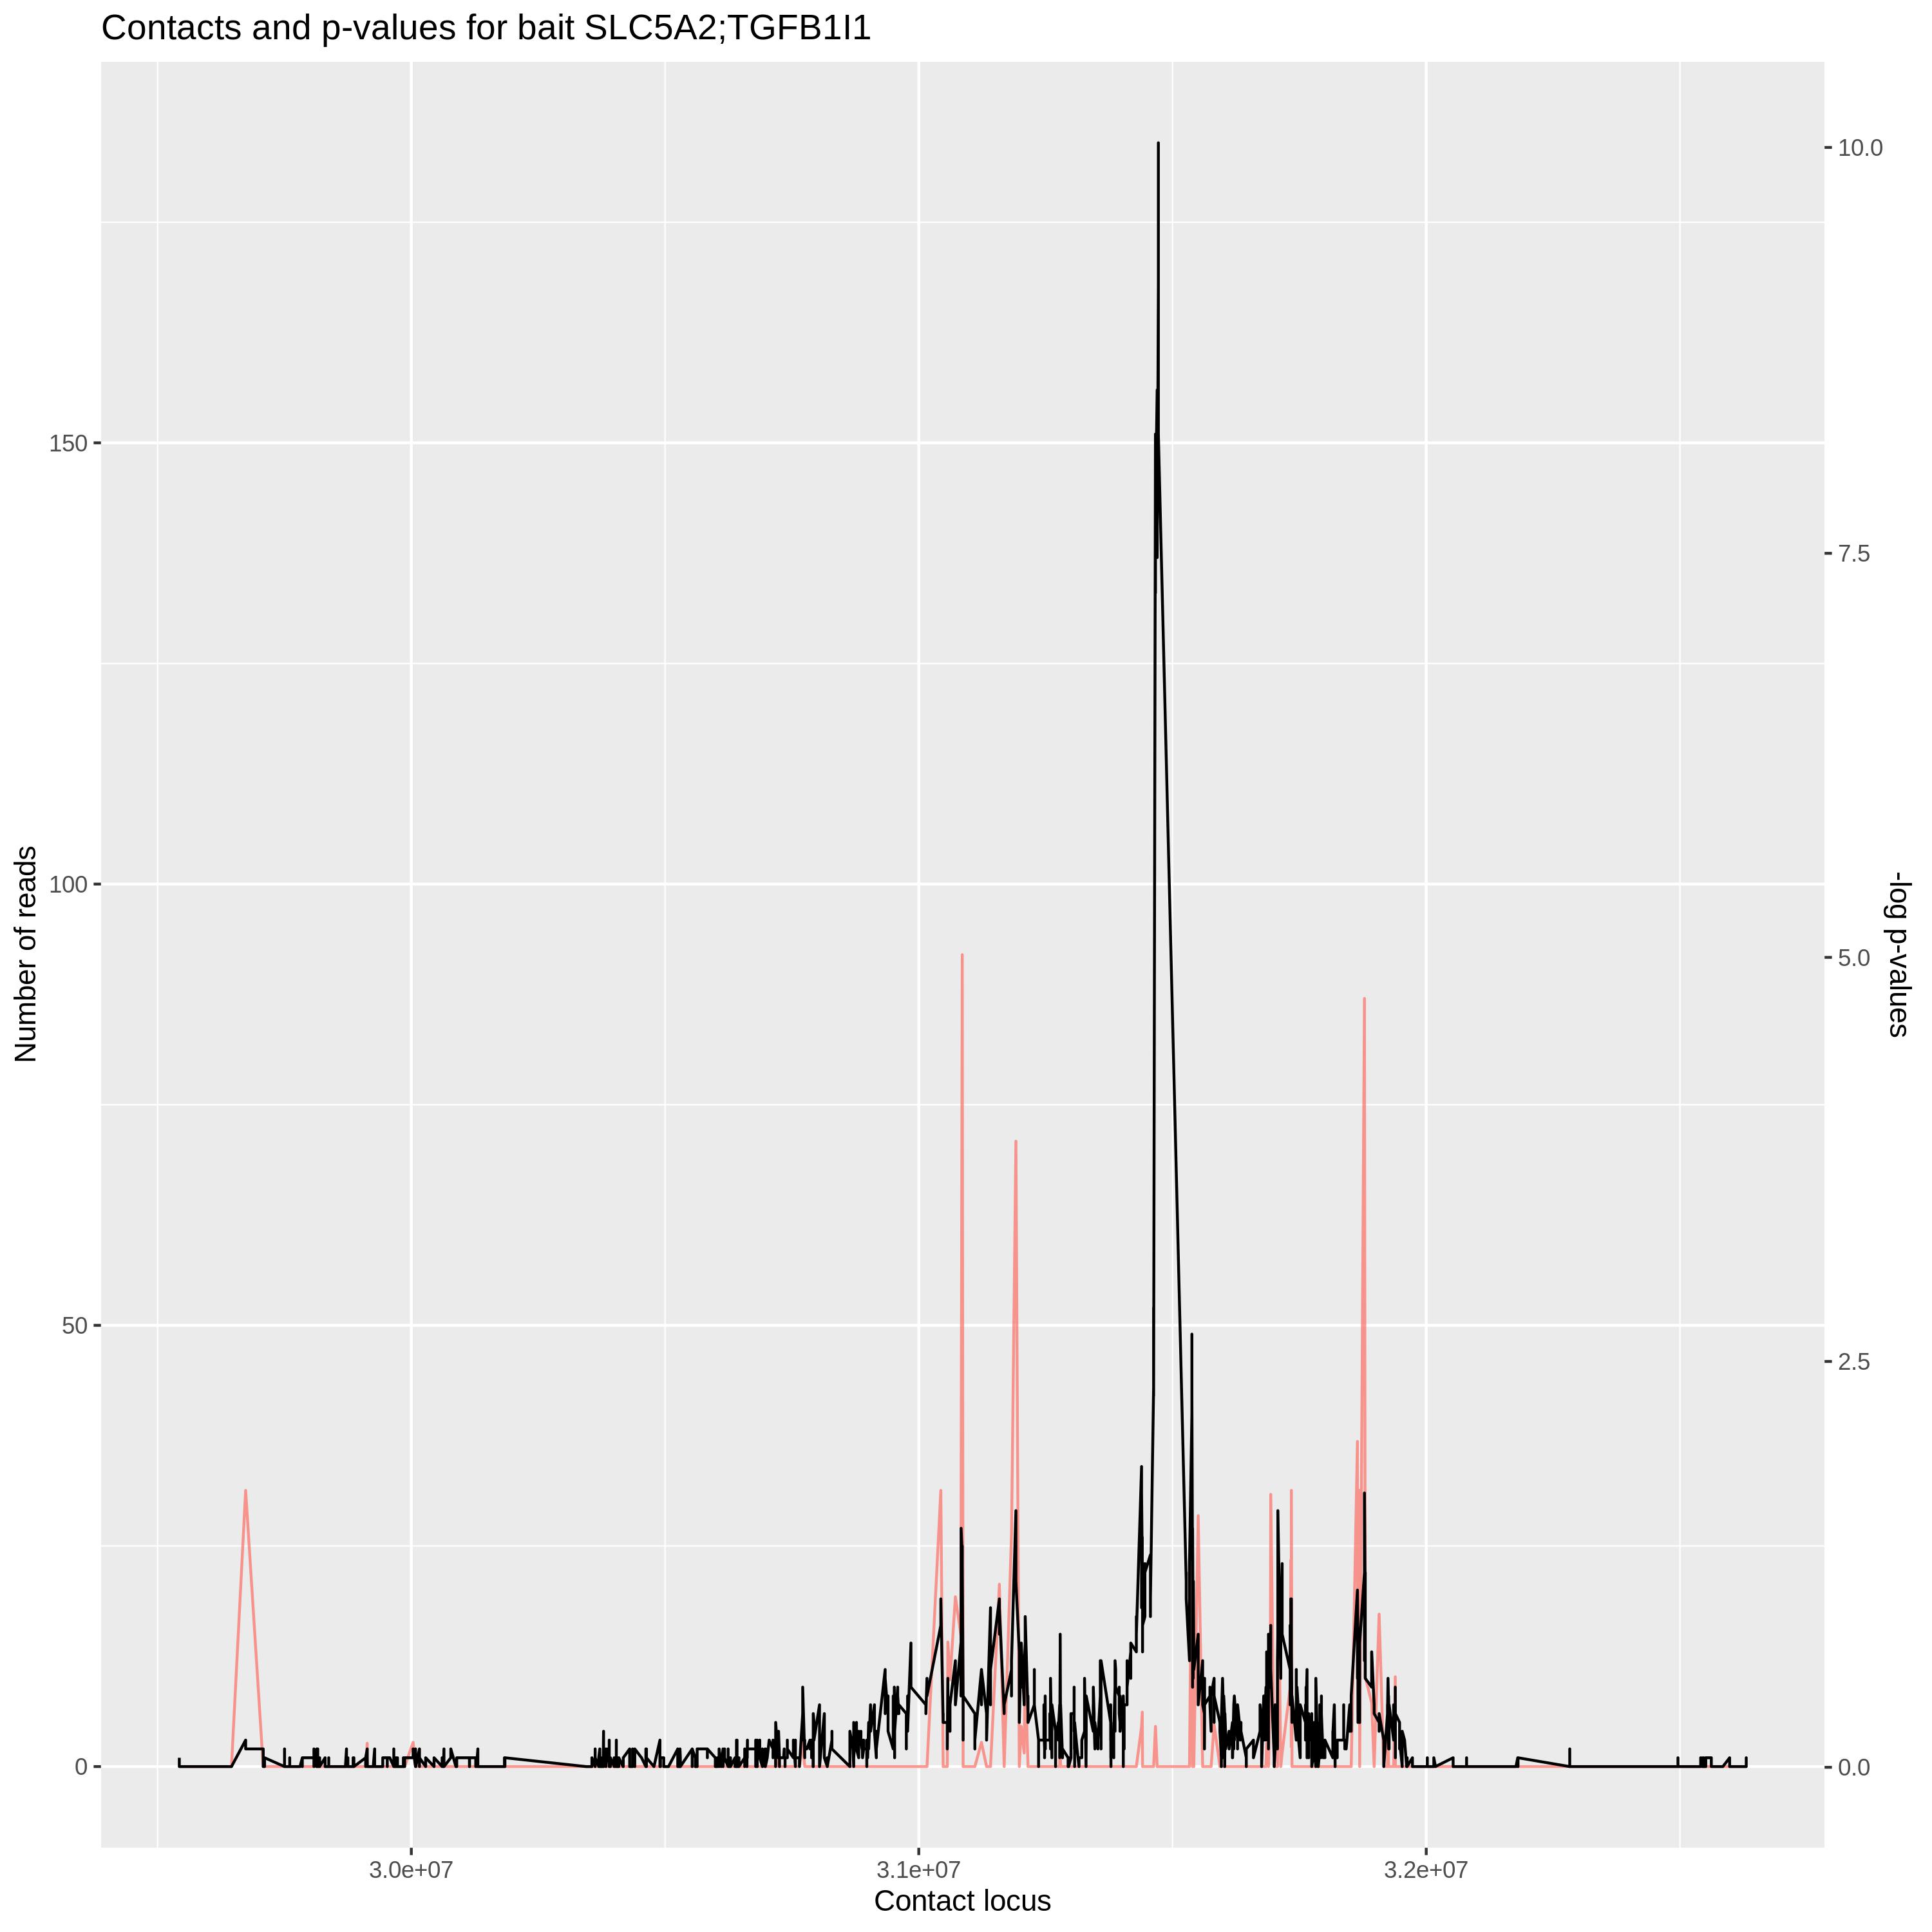 Contacts and p-values for bait SLC5A2;TGFB1I1
Number of reads
150
100
50
0
10.0
7.5
5.0
2.5
0.0
-log p-values
3.0e+07
3.1e+07
3.2e+07
Contact locus